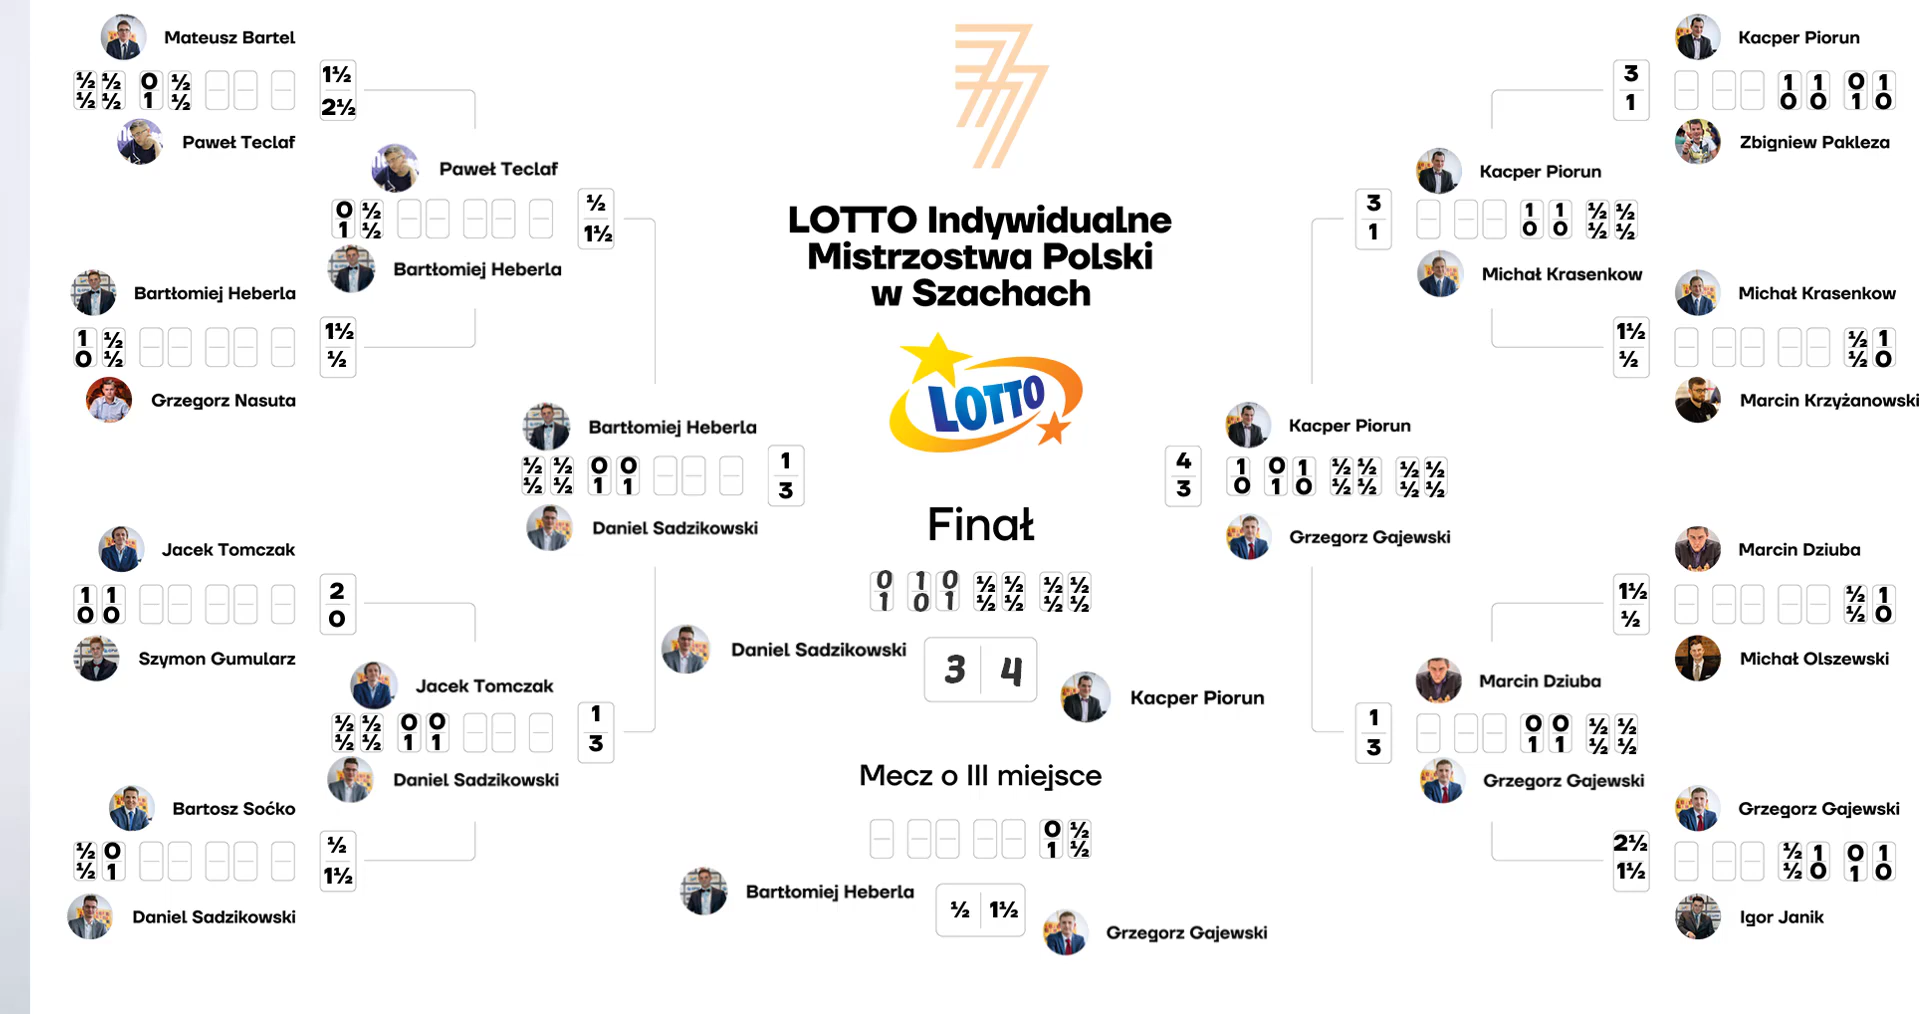 Mateusz Bartel
½ ½ 0 ½ – – –
½ ½ 1 ½
1½
2½
Paweł Teclaf
Paweł Teclaf
0 ½ – – – – –
1 ½
½
1½
Bartłomiej Heberla
Bartłomiej Heberla
1 ½ – – – – –
0 ½
1½
½
Grzegorz Nasuta
Bartłomiej Heberla
½ ½ 0 0 – – –
½ ½ 1 1
1
3
Daniel Sadzikowski
Jacek Tomczak
1 1 – – – – –
0 0
2
0
Szymon Gumularz
Jacek Tomczak
½ ½ 0 0 – – –
½ ½ 1 1
1
3
Daniel Sadzikowski
Bartosz Soćko
½ 0 – – – – –
½ 1
½
1½
Daniel Sadzikowski
77
LOTTO Indywidualne
Mistrzostwa Polski
w Szachach
LOTTO
Finał
0 1 0 ½ ½ ½ ½
1 0 1 ½ ½ ½ ½
Daniel Sadzikowski
3 4
Kacper Piorun
Mecz o III miejsce
– – – – – 0 ½
1 ½
Bartłomiej Heberla
½ 1½
Grzegorz Gajewski
Kacper Piorun
3
1
– – – 1 1 0 1
0 0 1 0
Zbigniew Pakleza
Kacper Piorun
3
1
– – – 1 1 ½ ½
0 0 ½ ½
Michał Krasenkow
Michał Krasenkow
1½
½
– – – – – ½ 1
½ 0
Marcin Krzyżanowski
Kacper Piorun
4
3
1 0 1 ½ ½ ½ ½
0 1 0 ½ ½ ½ ½
Grzegorz Gajewski
Marcin Dziuba
1½
½
– – – – – ½ 1
½ 0
Michał Olszewski
Marcin Dziuba
1
3
– – – 0 0 ½ ½
1 1 ½ ½
Grzegorz Gajewski
Grzegorz Gajewski
2½
1½
– – – ½ 1 0 1
½ 0 1 0
Igor Janik